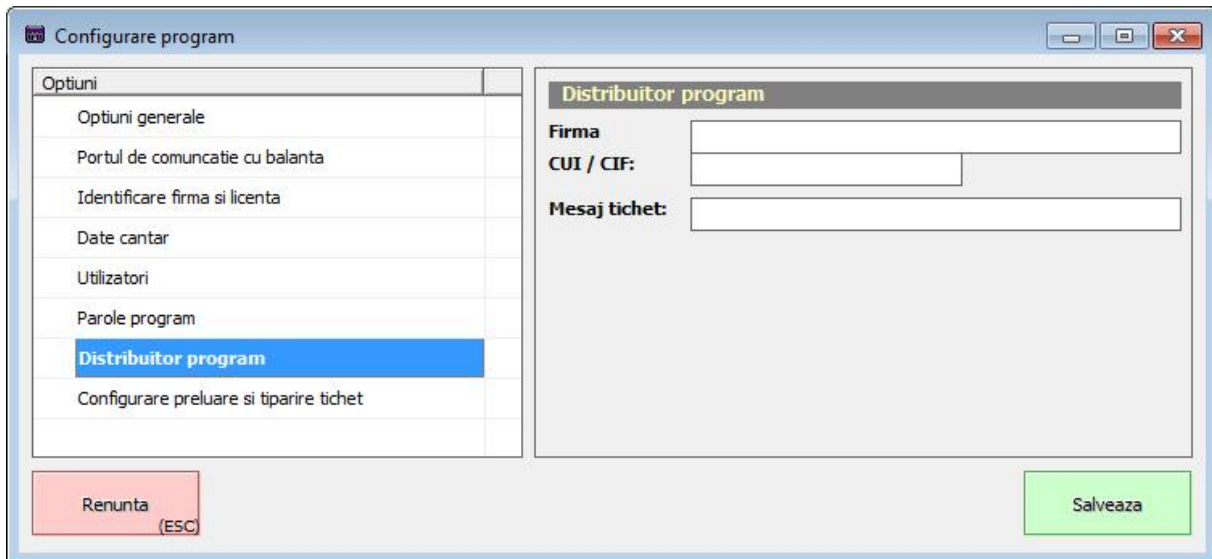 Configurare program
Optiuni
Optiuni generale
Portul de comuncatie cu balanta
Identificare firma si licenta
Date cantar
Utilizatori
Parole program
Distribuitor program
Configurare preluare si tiparire tichet
Distribuitor program
Firma
CUI / CIF:
Mesaj tichet:
Renunta
(ESC)
Salveaza